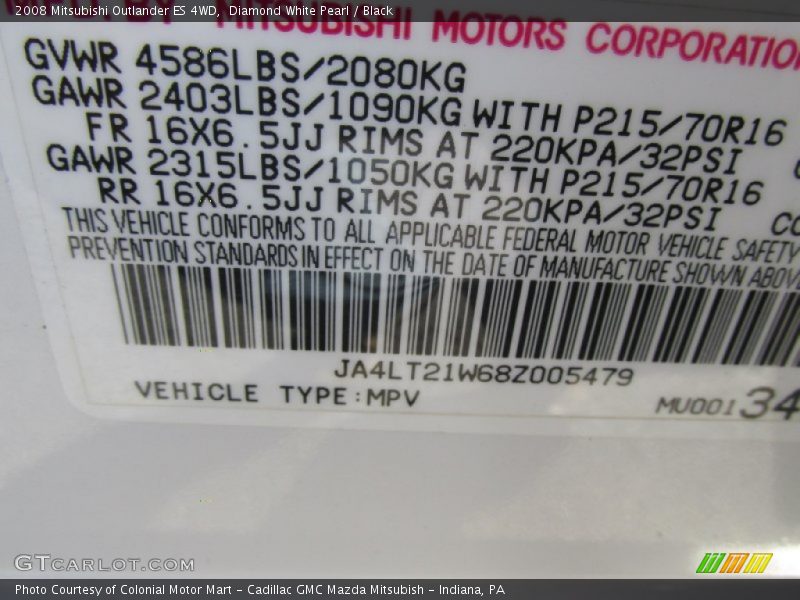 2008 Mitsubishi Outlander ES 4WD,  Diamond White Pearl / Black
MITSUBISHI MOTORS CORPORATION
GVWR 4586LBS/2080KG
GAWR 2403LBS/1090KG WITH P215/70R16
FR 16X6.5JJ RIMS AT 220KPA/32PSI
GAWR 2315LBS/1050KG WITH P215/70R16
RR 16X6.5JJ RIMS AT 220KPA/32PSI
THIS VEHICLE CONFORMS TO ALL APPLICABLE FEDERAL MOTOR VEHICLE SAFETY
PREVENTION STANDARDS IN EFFECT ON THE DATE OF MANUFACTURE SHOWN ABOVE
JA4LT21W68Z005479
VEHICLE TYPE:MPV
MU00134
GTCARLOT.COM
Photo Courtesy of Colonial Motor Mart - Cadillac GMC Mazda Mitsubish - Indiana, PA